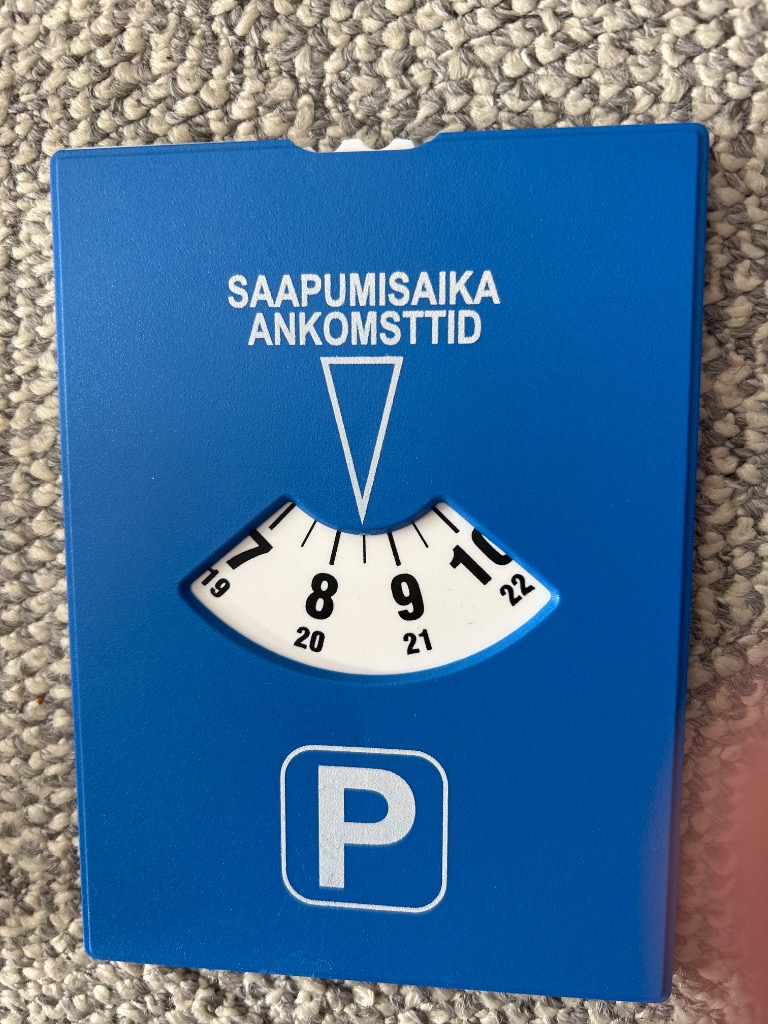 SAAPUMISAIKA
ANKOMSTTID
7 8 9 10
19 20 21 22
P